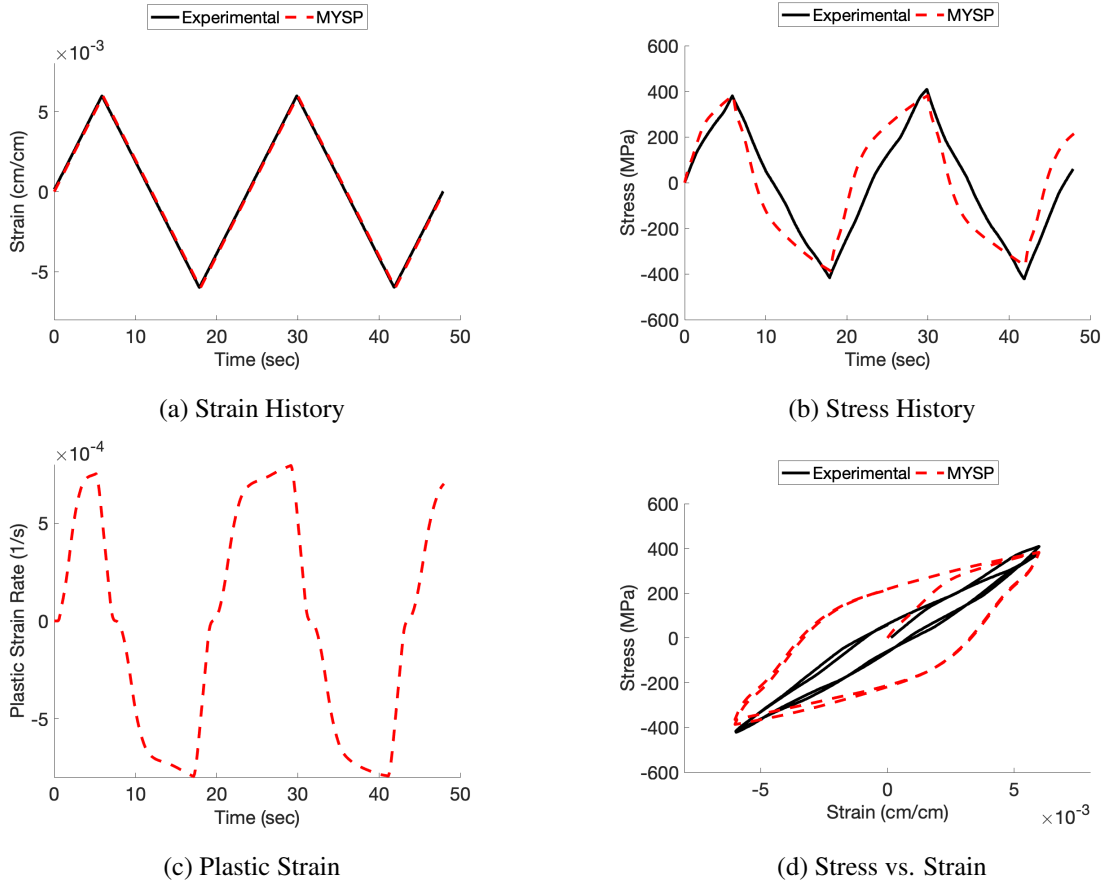 Experimental MYSP
×10⁻³
5
0
-5
Strain (cm/cm)
0 10 20 30 40 50
Time (sec)
(a) Strain History
Experimental MYSP
600
400
200
0
-200
-400
-600
Stress (MPa)
0 10 20 30 40 50
Time (sec)
(b) Stress History
×10⁻⁴
5
0
-5
Plastic Strain Rate (1/s)
0 10 20 30 40 50
Time (sec)
(c) Plastic Strain
Experimental MYSP
600
400
200
0
-200
-400
-600
Stress (MPa)
-5 0 5
Strain (cm/cm)
×10⁻³
(d) Stress vs. Strain